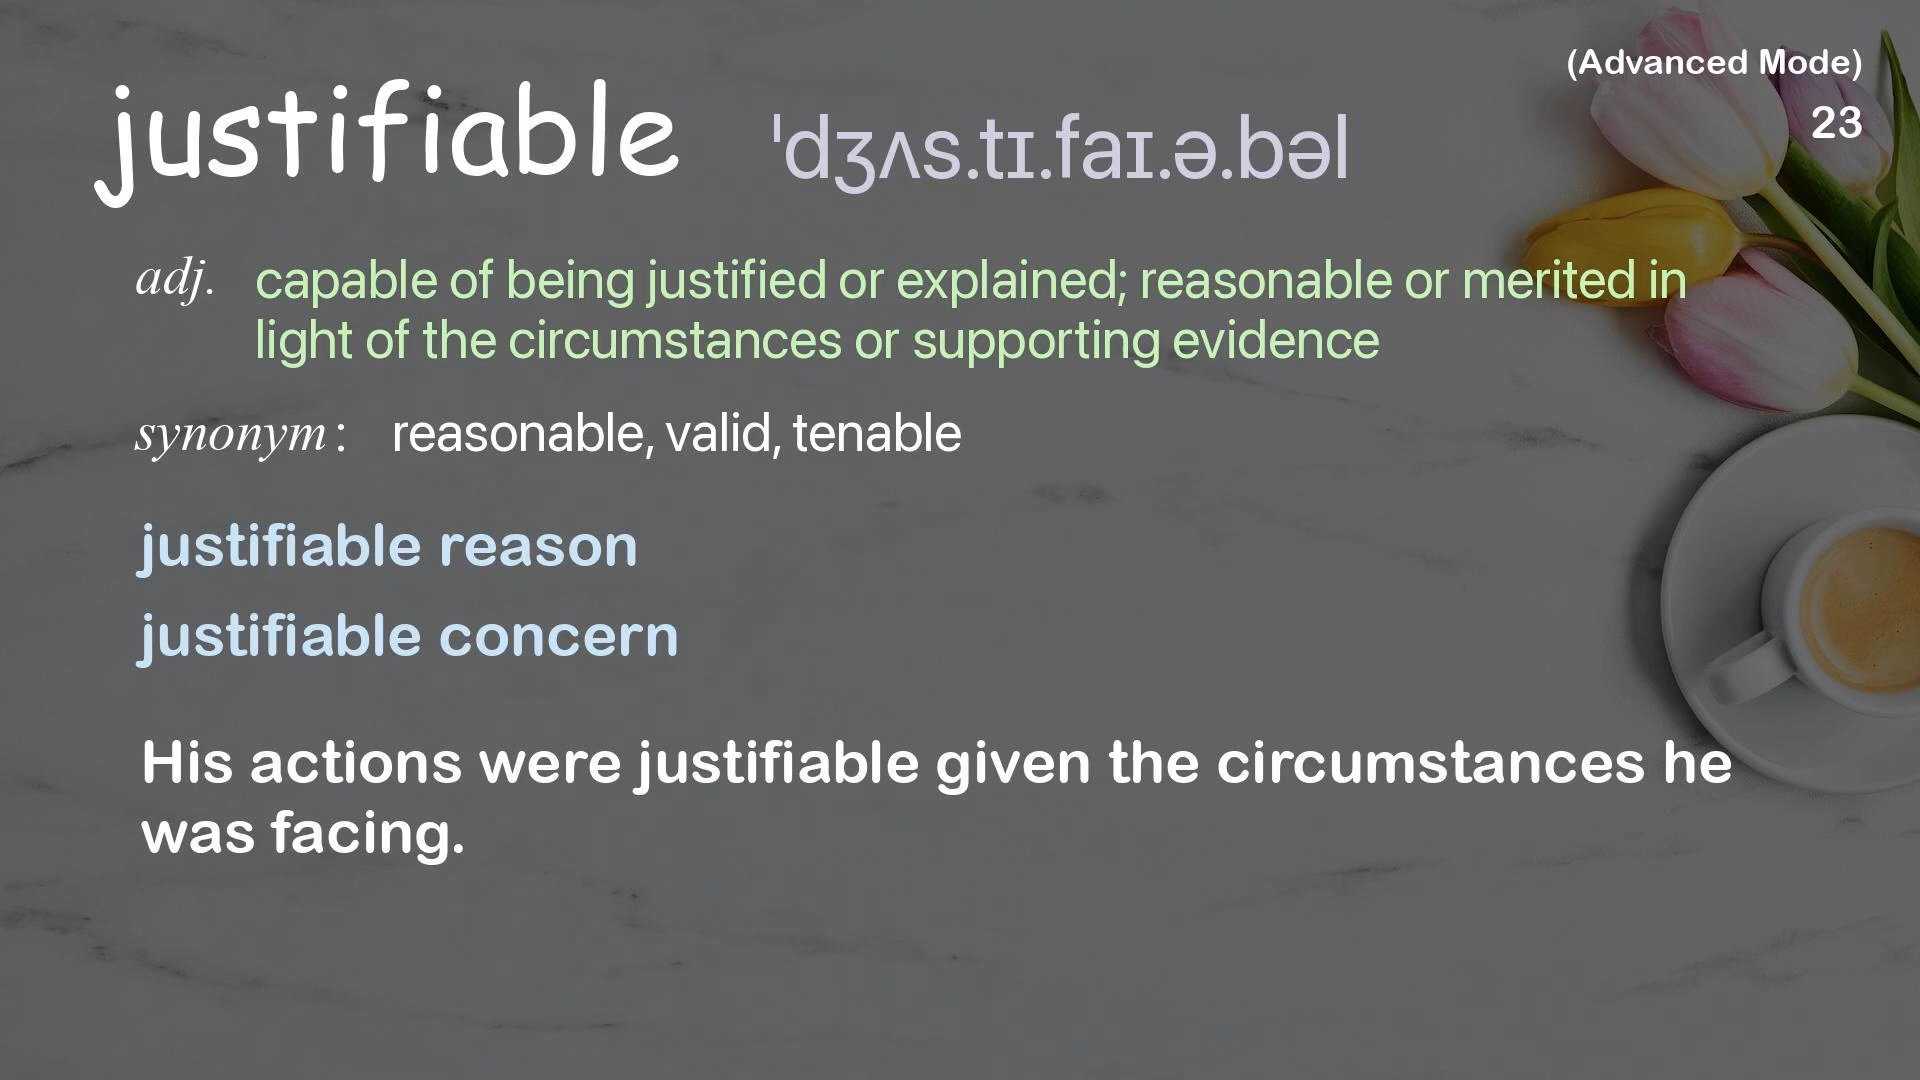 (Advanced Mode)
23
justifiable ˈdʒʌs.tɪ.faɪ.ə.bəl
adj. capable of being justified or explained; reasonable or merited in
light of the circumstances or supporting evidence
synonym: reasonable, valid, tenable
justifiable reason
justifiable concern
His actions were justifiable given the circumstances he
was facing.